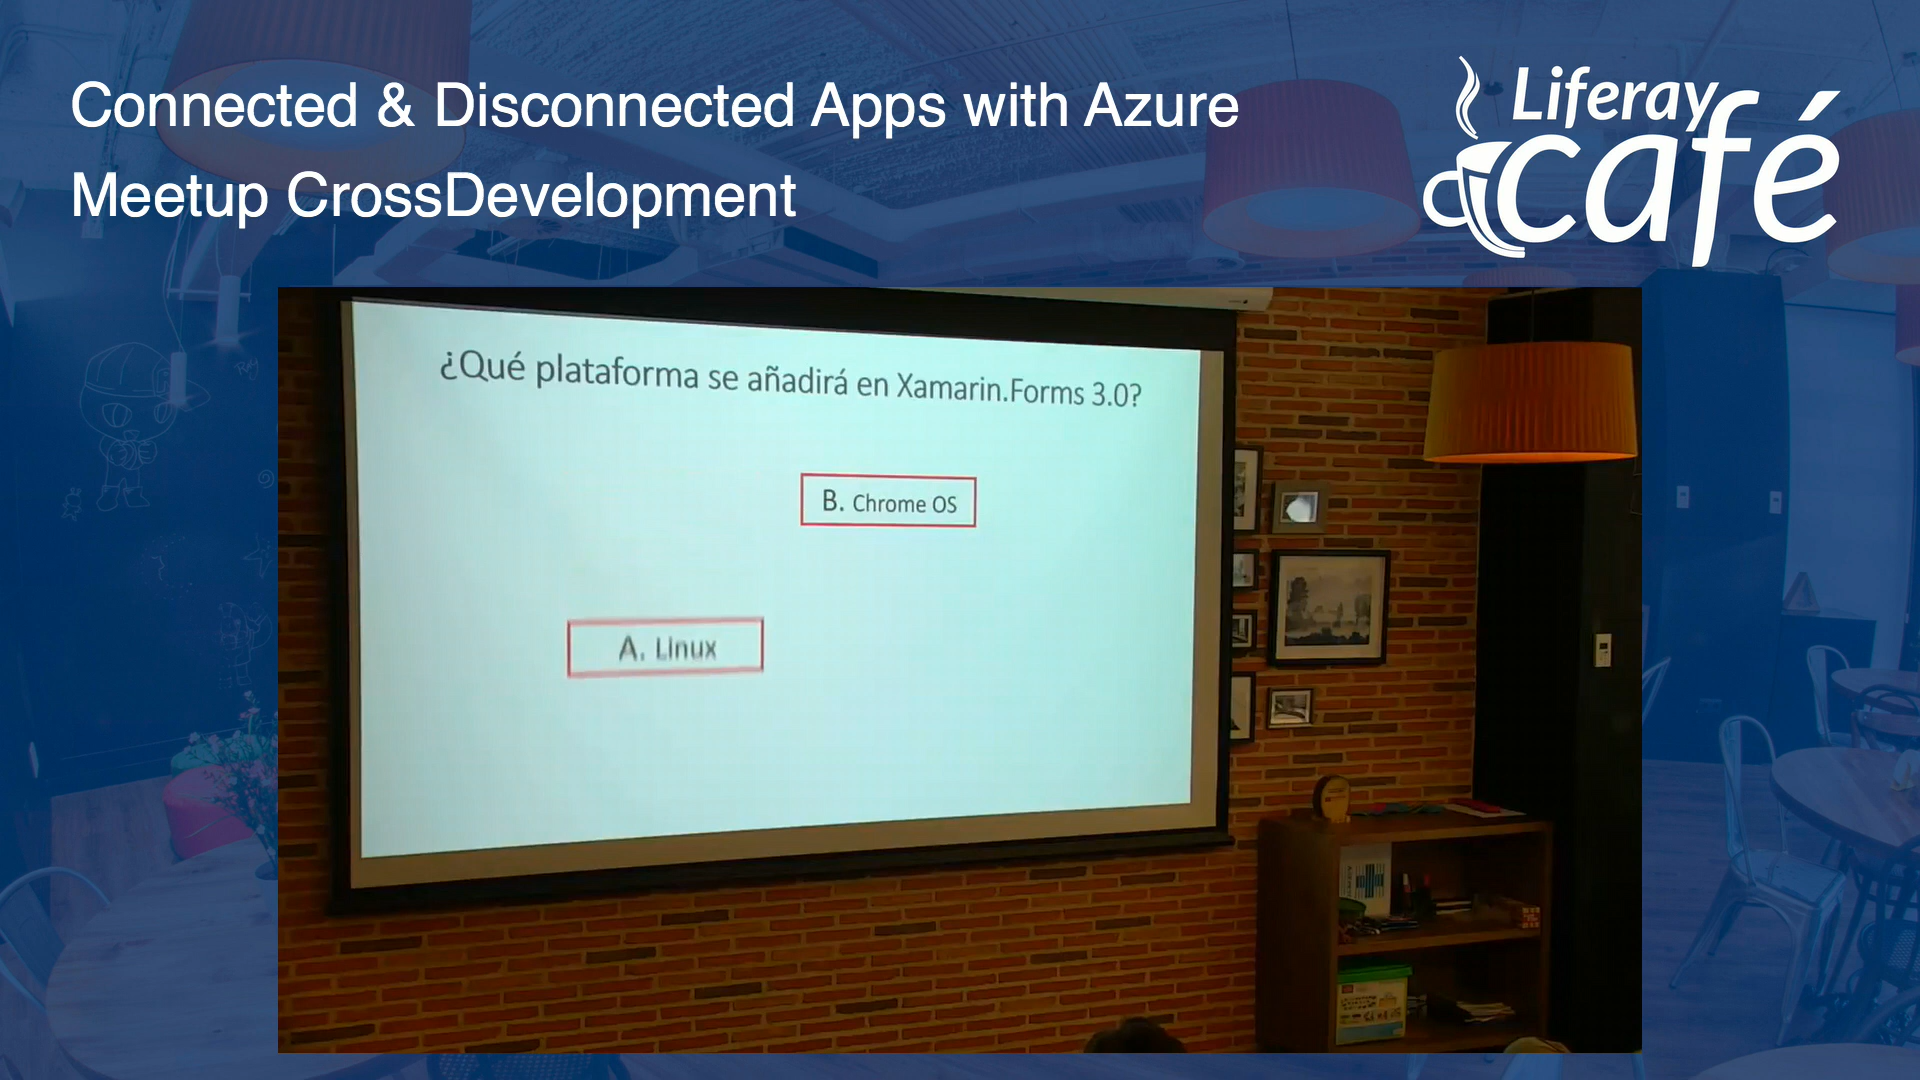 Connected & Disconnected Apps with Azure
Meetup CrossDevelopment
Liferay
café
¿Qué plataforma se añadirá en Xamarin.Forms 3.0?
B. Chrome OS
A. Linux